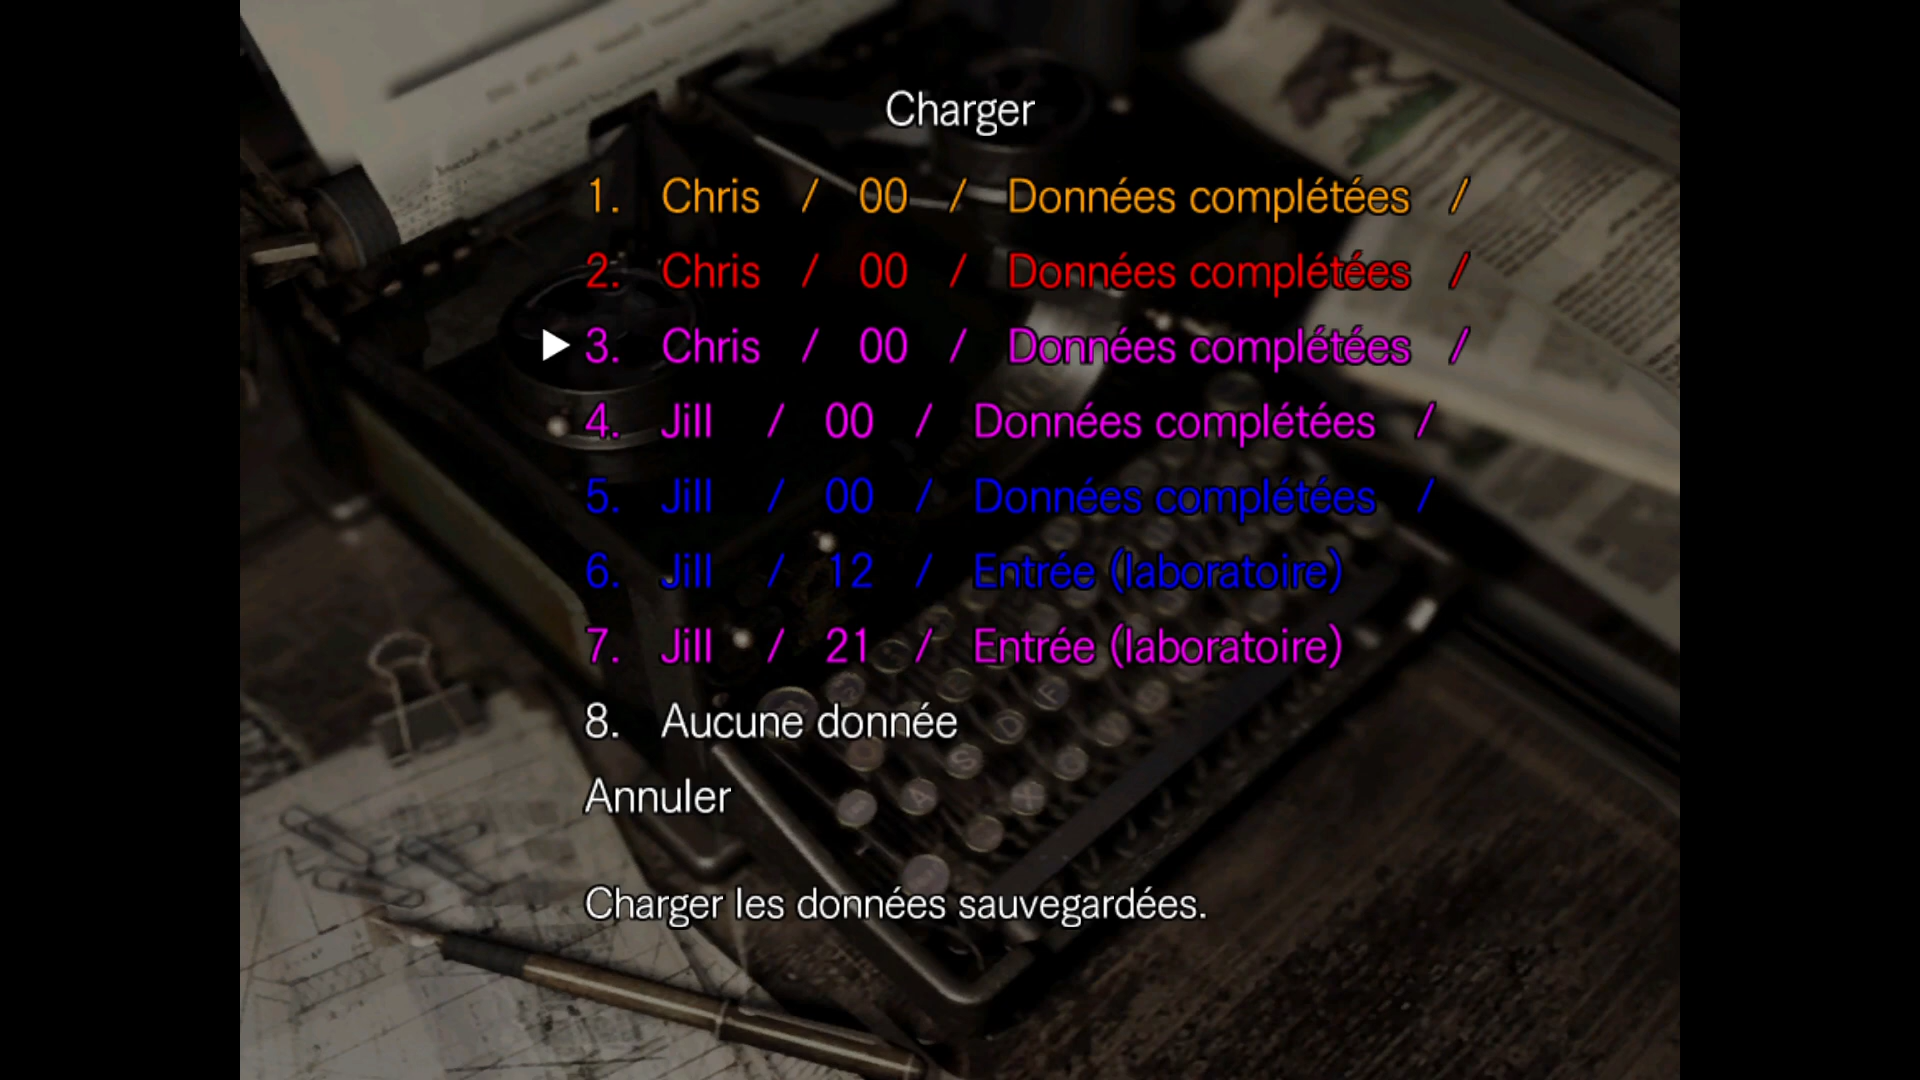 Charger
1. Chris / 00 / Données complétées /
2. Chris / 00 / Données complétées /
3. Chris / 00 / Données complétées /
4. Jill / 00 / Données complétées /
5. Jill / 00 / Données complétées /
6. Jill / 12 / Entrée (laboratoire)
7. Jill / 21 / Entrée (laboratoire)
8. Aucune donnée
Annuler
Charger les données sauvegardées.